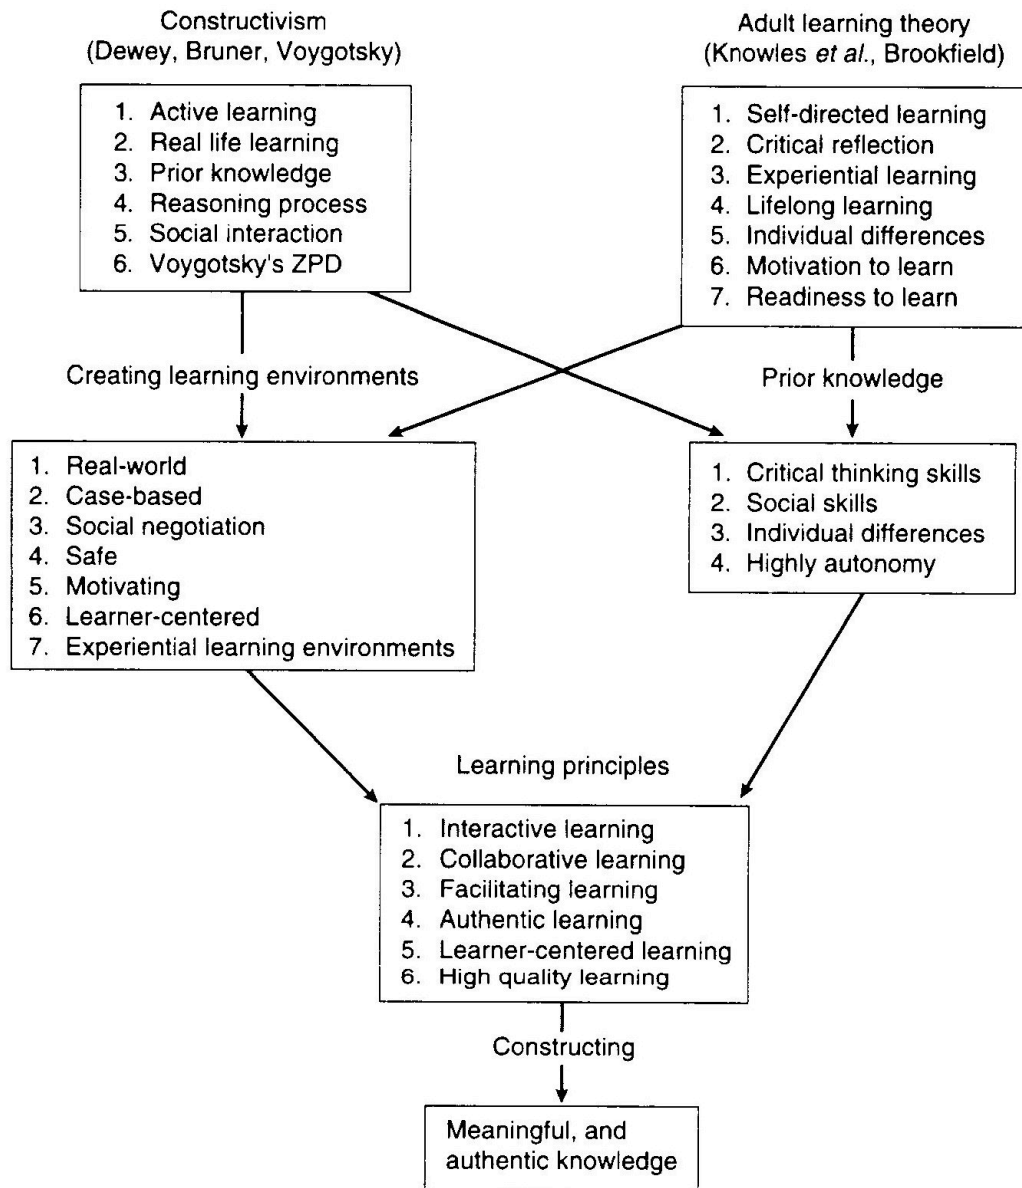 Constructivism
(Dewey, Bruner, Voygotsky)
1. Active learning
2. Real life learning
3. Prior knowledge
4. Reasoning process
5. Social interaction
6. Voygotsky's ZPD
Adult learning theory
(Knowles et al., Brookfield)
1. Self-directed learning
2. Critical reflection
3. Experiential learning
4. Lifelong learning
5. Individual differences
6. Motivation to learn
7. Readiness to learn
Creating learning environments
Prior knowledge
1. Real-world
2. Case-based
3. Social negotiation
4. Safe
5. Motivating
6. Learner-centered
7. Experiential learning environments
1. Critical thinking skills
2. Social skills
3. Individual differences
4. Highly autonomy
Learning principles
1. Interactive learning
2. Collaborative learning
3. Facilitating learning
4. Authentic learning
5. Learner-centered learning
6. High quality learning
Constructing
Meaningful, and
authentic knowledge